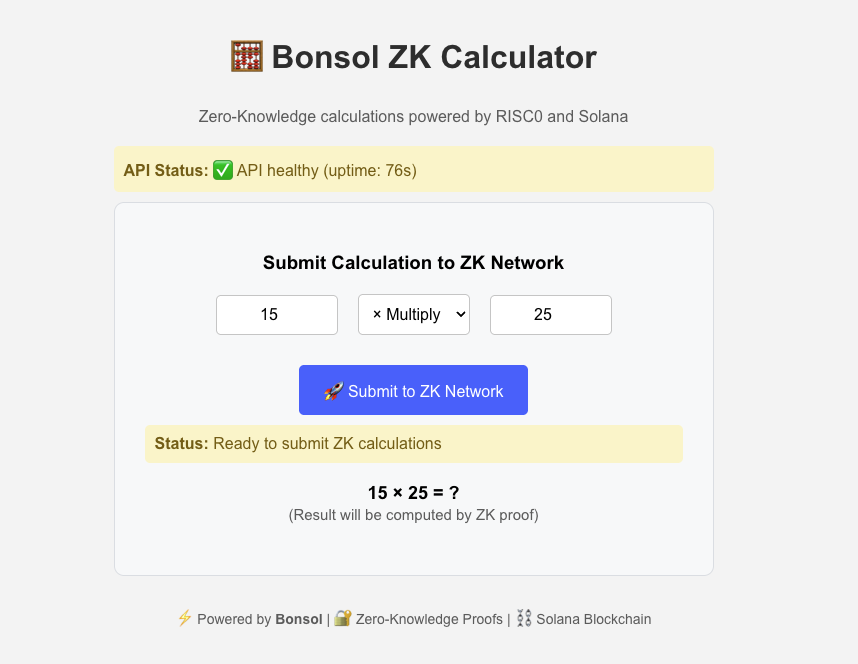 🧮 Bonsol ZK Calculator
Zero-Knowledge calculations powered by RISC0 and Solana
API Status: ✅ API healthy (uptime: 76s)
Submit Calculation to ZK Network
15 × Multiply 25
🚀 Submit to ZK Network
Status: Ready to submit ZK calculations
15 × 25 = ?
(Result will be computed by ZK proof)
⚡ Powered by Bonsol | 🔐 Zero-Knowledge Proofs | ⛓️ Solana Blockchain